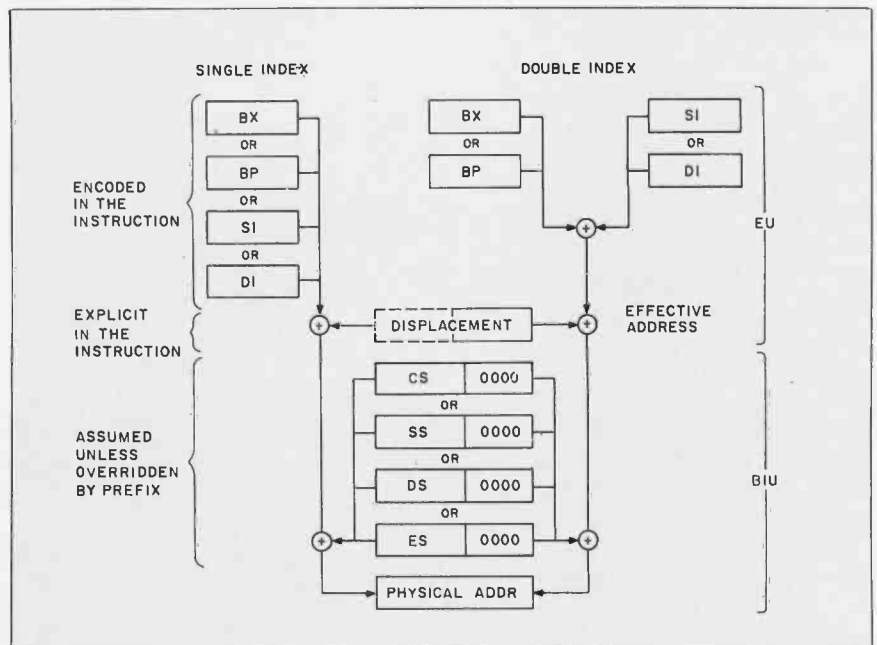 SINGLE INDEX
DOUBLE INDEX
BX
OR
BP
OR
SI
OR
DI
ENCODED
IN THE
INSTRUCTION
BX
OR
BP
SI
OR
DI
EU
EXPLICIT
IN THE
INSTRUCTION
+
DISPLACEMENT
+
+
EFFECTIVE
ADDRESS
ASSUMED
UNLESS
OVERRIDDEN
BY PREFIX
CS 0000
OR
SS 0000
OR
DS 0000
OR
ES 0000
+
+
BIU
PHYSICAL ADDR